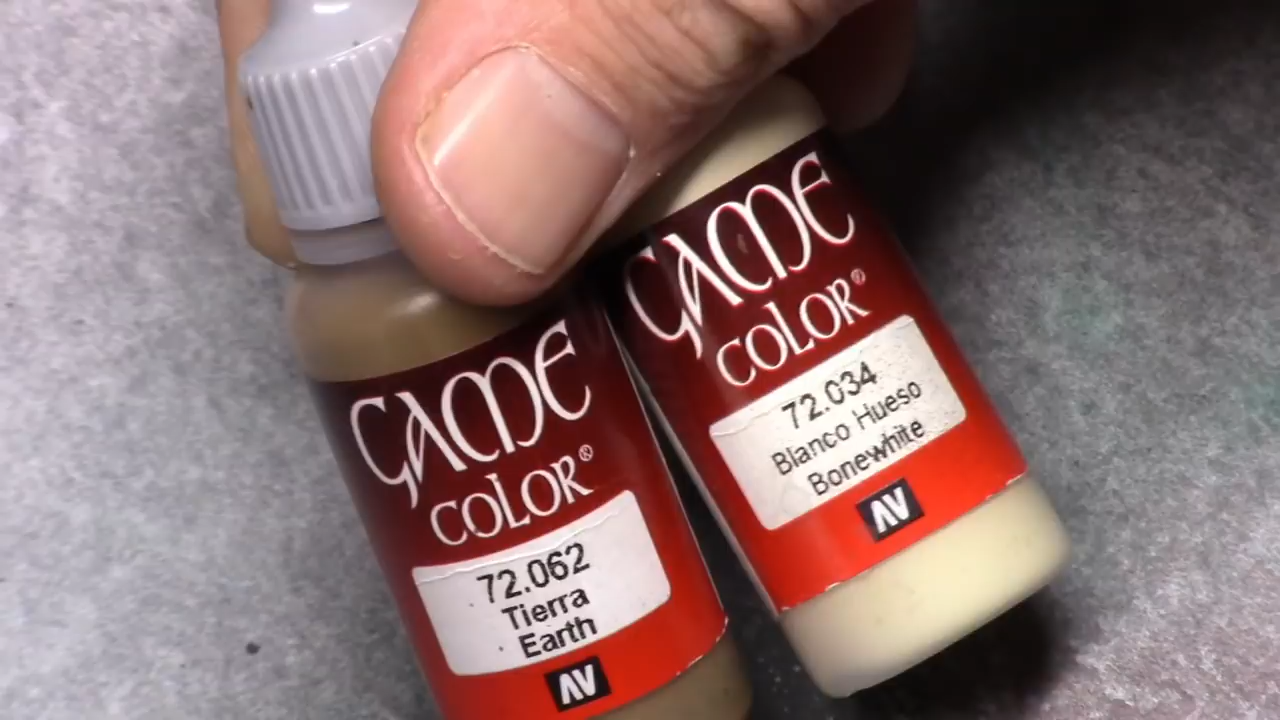 GAME
COLOR®
72.062
Tierra
Earth
AV
GAME
COLOR®
72.034
Blanco Hueso
Bonewhite
AV